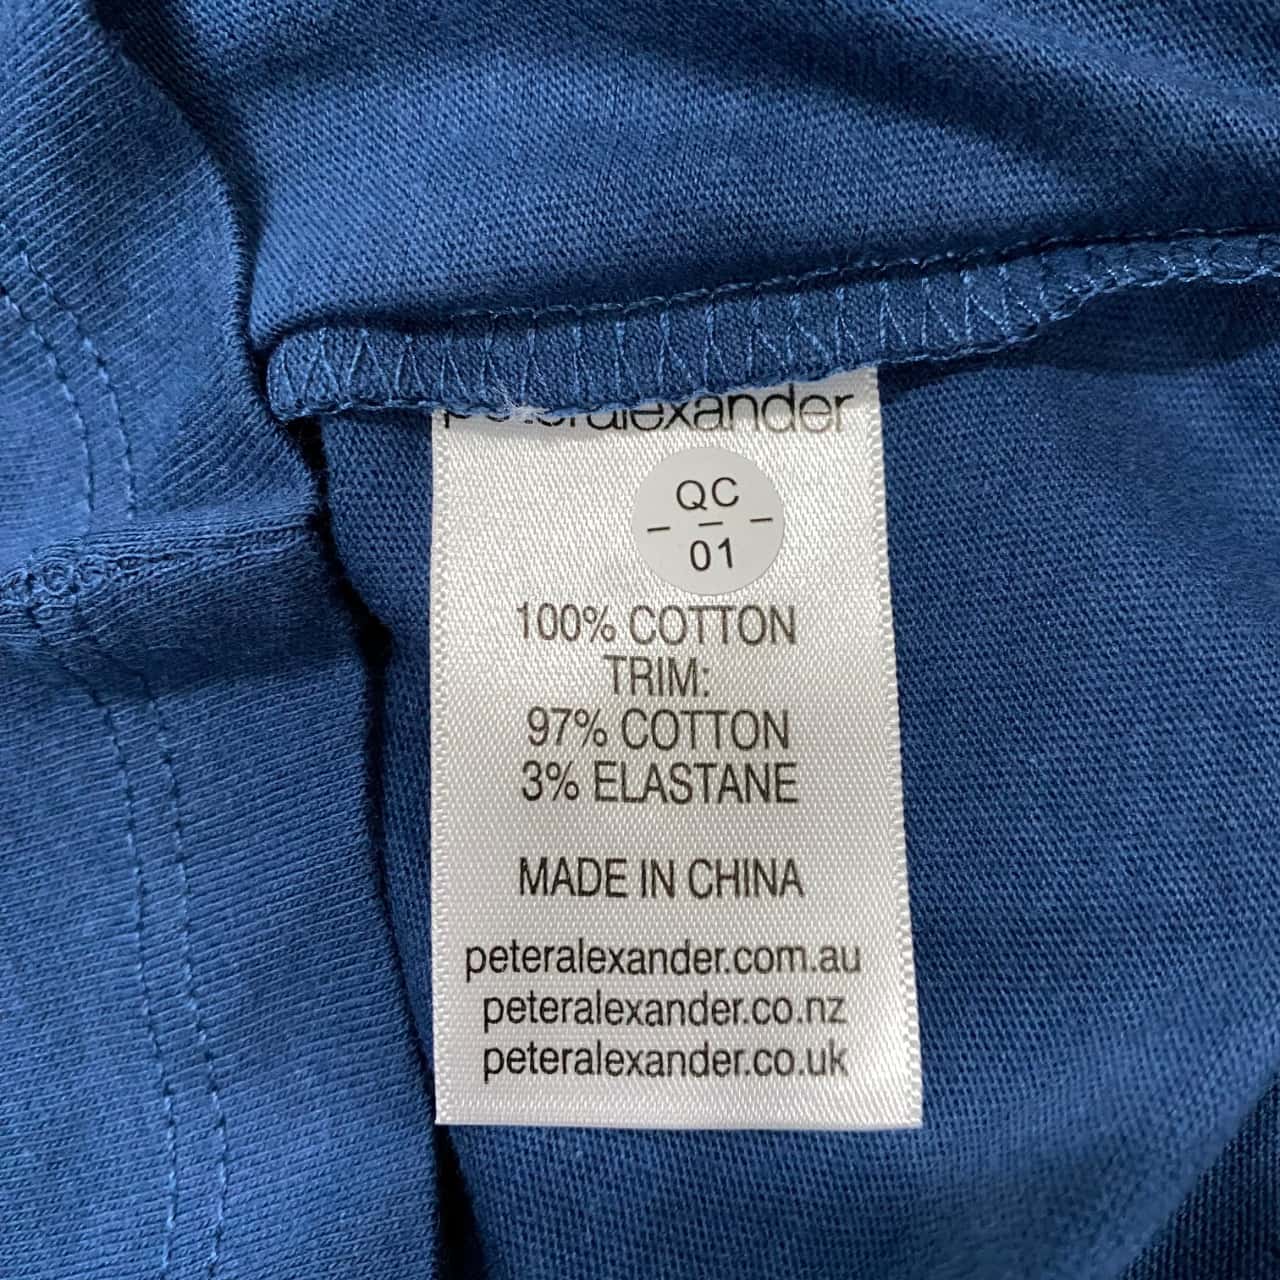 peteralexander
QC
- - -
01
100% COTTON
TRIM:
97% COTTON
3% ELASTANE
MADE IN CHINA
peteralexander.com.au
peteralexander.co.nz
peteralexander.co.uk